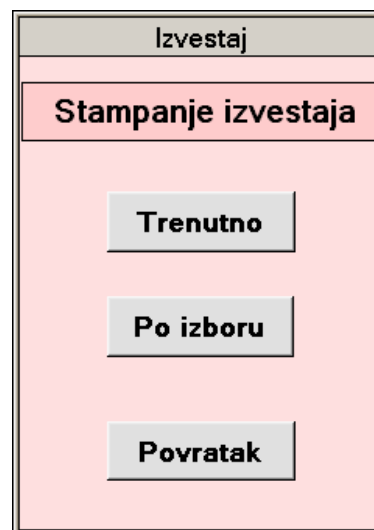 Izvestaj
Stampanje izvestaja
Trenutno
Po izboru
Povratak